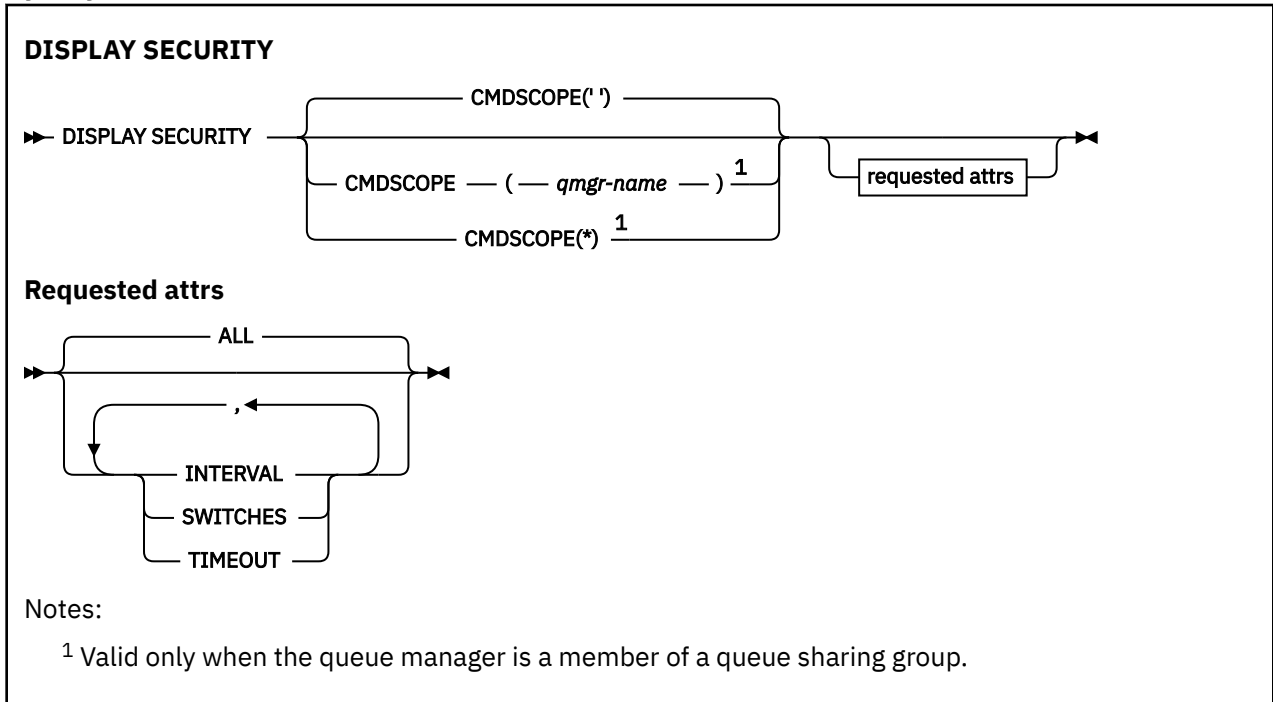 DISPLAY SECURITY
CMDSCOPE(' ')
DISPLAY SECURITY
CMDSCOPE ( qmgr-name ) 1
requested attrs
CMDSCOPE(*) 1
Requested attrs
ALL
,
INTERVAL
SWITCHES
TIMEOUT
Notes:
1 Valid only when the queue manager is a member of a queue sharing group.